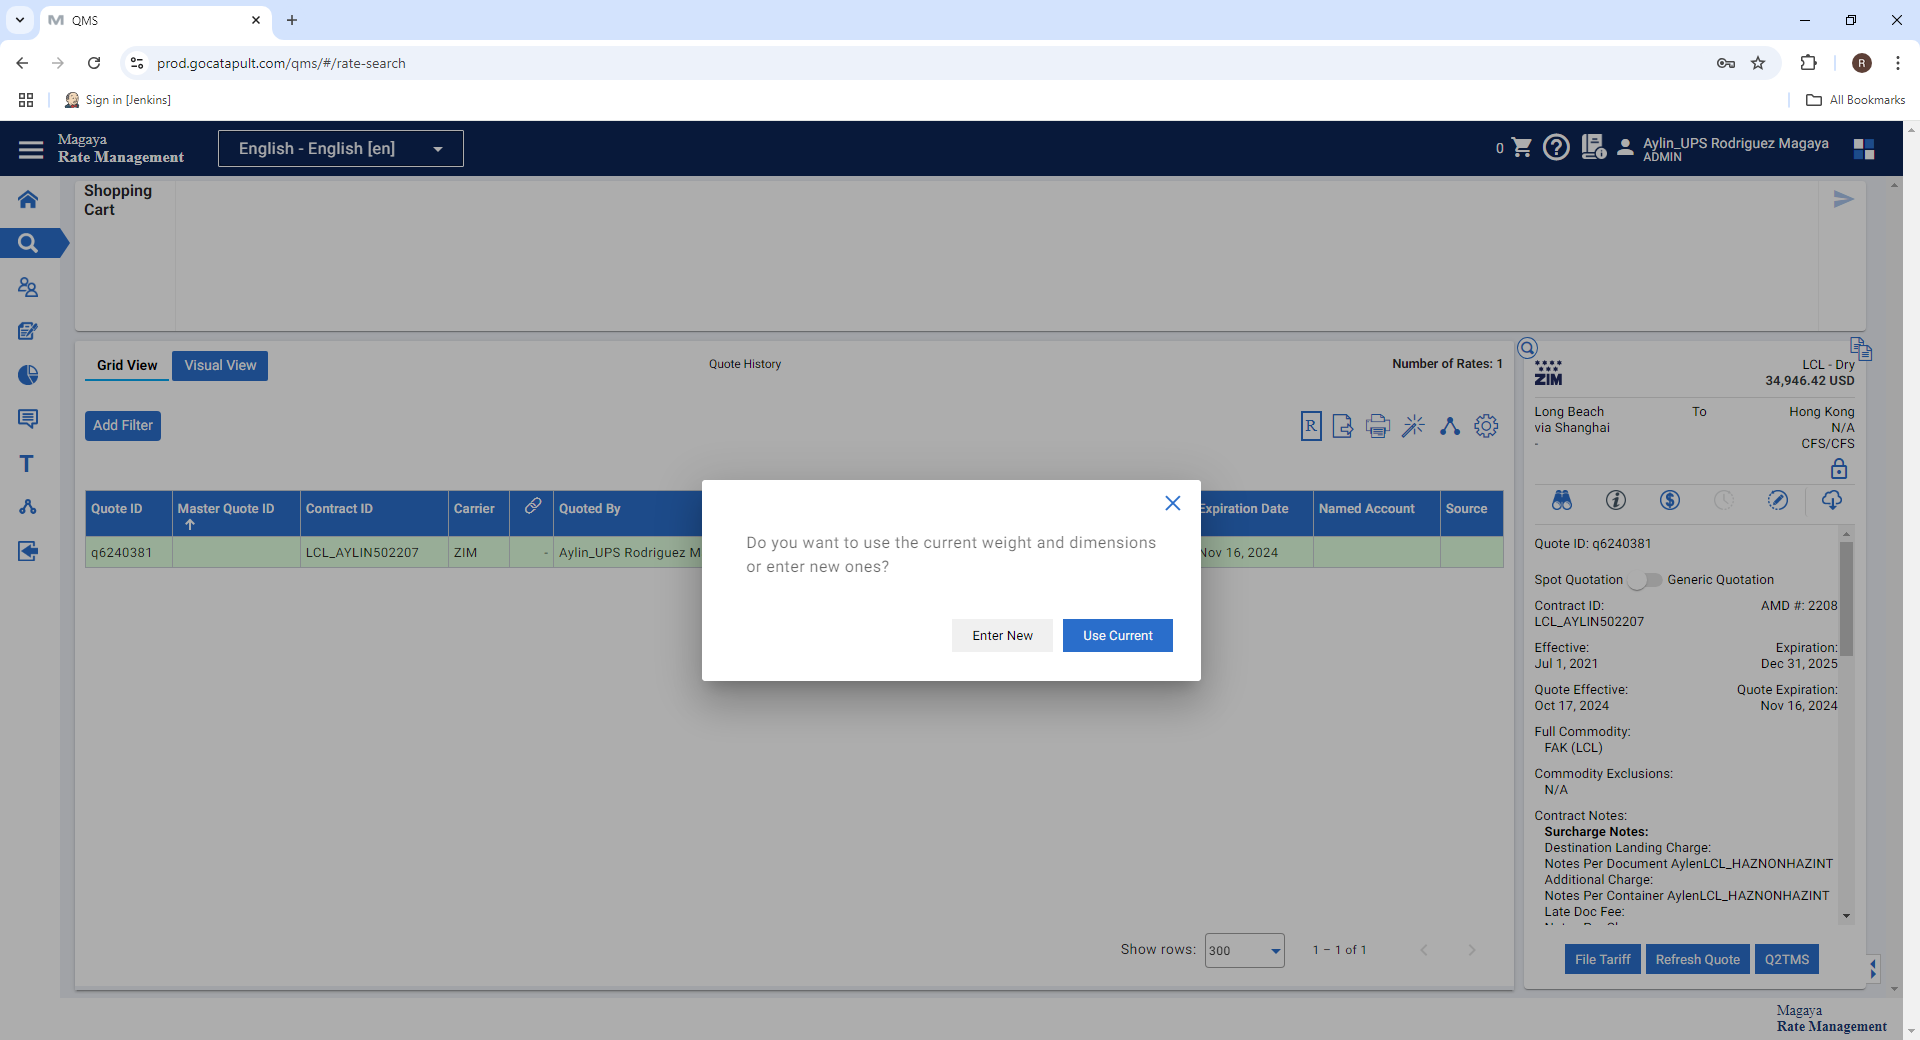 QMS
prod.gocatapult.com/qms/#/rate-search
R
Sign in [Jenkins]
All Bookmarks
Magaya
Rate Management
English - English [en]
0
Aylin_UPS Rodriguez Magaya
ADMIN
Shopping
Cart
Grid View
Visual View
Quote History
Number of Rates: 1
Add Filter
R
Quote ID
Master Quote ID
Contract ID
Carrier
Quoted By
Expiration Date
Named Account
Source
q6240381
LCL_AYLIN502207
ZIM
-
Aylin_UPS Rodriguez M
Nov 16, 2024
Do you want to use the current weight and dimensions
or enter new ones?
Enter New
Use Current
Show rows:
300
1 – 1 of 1
ZIM
LCL - Dry
34,946.42 USD
Long Beach
To
Hong Kong
via Shanghai
N/A
-
CFS/CFS
Quote ID: q6240381
Spot Quotation
Generic Quotation
Contract ID:
AMD #: 2208
LCL_AYLIN502207
Effective:
Expiration:
Jul 1, 2021
Dec 31, 2025
Quote Effective:
Quote Expiration:
Oct 17, 2024
Nov 16, 2024
Full Commodity:
FAK (LCL)
Commodity Exclusions:
N/A
Contract Notes:
Surcharge Notes:
Destination Landing Charge:
Notes Per Document AylenLCL_HAZNONHAZINT
Additional Charge:
Notes Per Container AylenLCL_HAZNONHAZINT
Late Doc Fee:
File Tariff
Refresh Quote
Q2TMS
Magaya
Rate Management